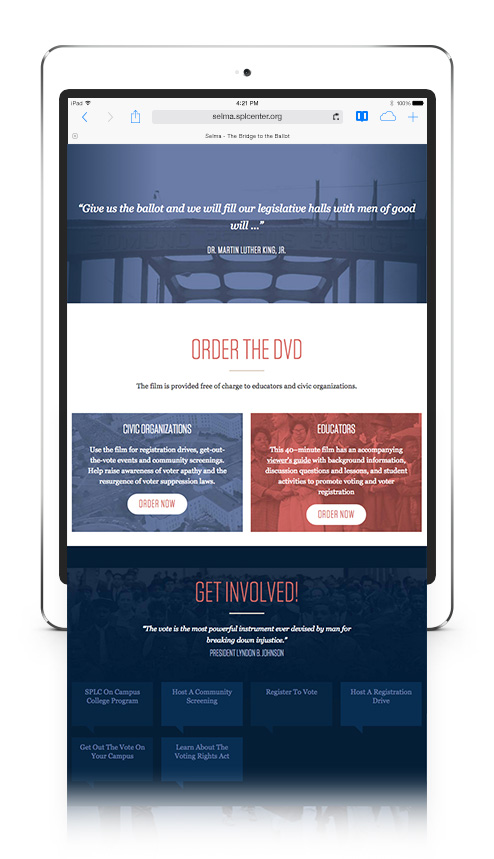 iPad 4:21 PM 100%
selma.splcenter.org
Selma - The Bridge to the Ballot
“Give us the ballot and we will fill our legislative halls with men of good
will ...”
DR. MARTIN LUTHER KING, JR.
ORDER THE DVD
The film is provided free of charge to educators and civic organizations.
CIVIC ORGANIZATIONS
Use the film for registration drives, get-out-
the-vote events and community screenings.
Help raise awareness of voter apathy and the
resurgence of voter suppression laws.
ORDER NOW
EDUCATORS
This 40–minute film has an accompanying
viewer's guide with background information,
discussion questions and lessons, and student
activities to promote voting and voter
registration
ORDER NOW
GET INVOLVED!
"The vote is the most powerful instrument ever devised by man for
breaking down injustice."
PRESIDENT LYNDON B. JOHNSON
SPLC On Campus
College Program
Host A Community
Screening
Register To Vote
Host A Registration
Drive
Get Out The Vote On
Your Campus
Learn About The
Voting Rights Act